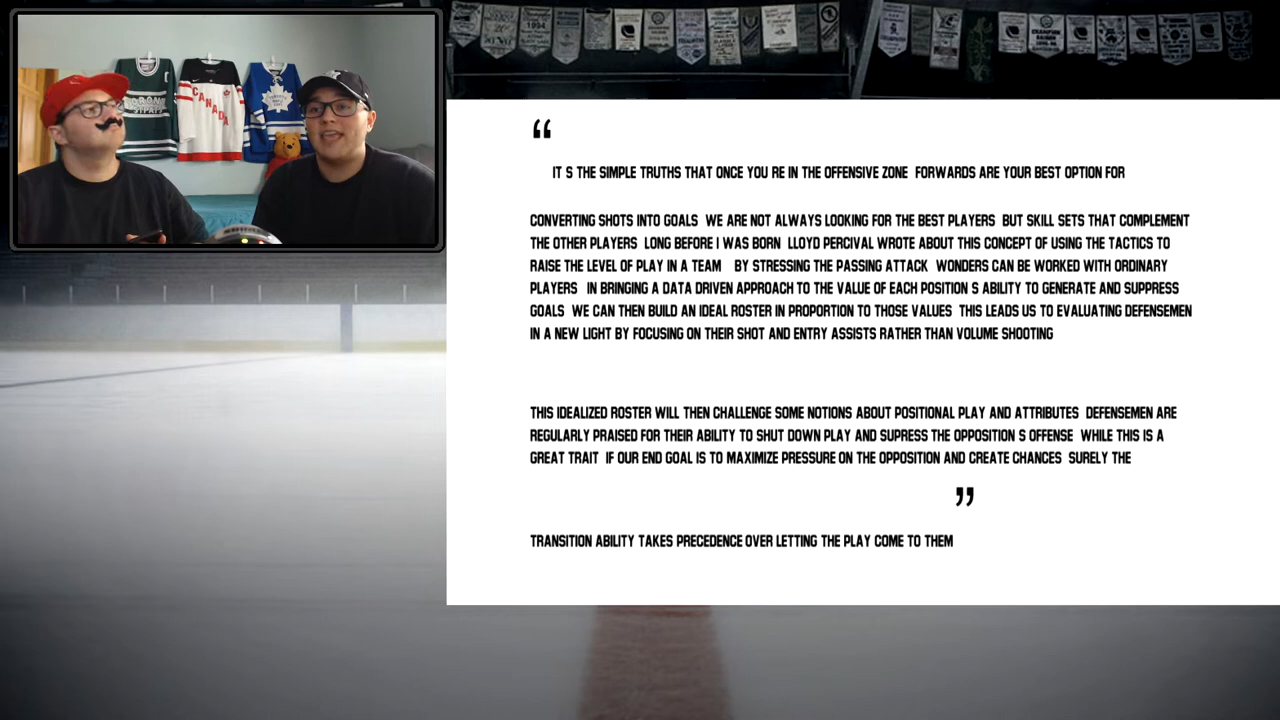 1994
CHAMPION
CANADA
“
IT S THE SIMPLE TRUTHS THAT ONCE YOU RE IN THE OFFENSIVE ZONE FORWARDS ARE YOUR BEST OPTION FOR
CONVERTING SHOTS INTO GOALS WE ARE NOT ALWAYS LOOKING FOR THE BEST PLAYERS BUT SKILL SETS THAT COMPLEMENT
THE OTHER PLAYERS LONG BEFORE I WAS BORN LLOYD PERCIVAL WROTE ABOUT THIS CONCEPT OF USING THE TACTICS TO
RAISE THE LEVEL OF PLAY IN A TEAM BY STRESSING THE PASSING ATTACK WONDERS CAN BE WORKED WITH ORDINARY
PLAYERS IN BRINGING A DATA DRIVEN APPROACH TO THE VALUE OF EACH POSITION S ABILITY TO GENERATE AND SUPPRESS
GOALS WE CAN THEN BUILD AN IDEAL ROSTER IN PROPORTION TO THOSE VALUES THIS LEADS US TO EVALUATING DEFENSEMEN
IN A NEW LIGHT BY FOCUSING ON THEIR SHOT AND ENTRY ASSISTS RATHER THAN VOLUME SHOOTING
THIS IDEALIZED ROSTER WILL THEN CHALLENGE SOME NOTIONS ABOUT POSITIONAL PLAY AND ATTRIBUTES DEFENSEMEN ARE
REGULARLY PRAISED FOR THEIR ABILITY TO SHUT DOWN PLAY AND SUPRESS THE OPPOSITION S OFFENSE WHILE THIS IS A
GREAT TRAIT IF OUR END GOAL IS TO MAXIMIZE PRESSURE ON THE OPPOSITION AND CREATE CHANCES SURELY THE
”
TRANSITION ABILITY TAKES PRECEDENCE OVER LETTING THE PLAY COME TO THEM